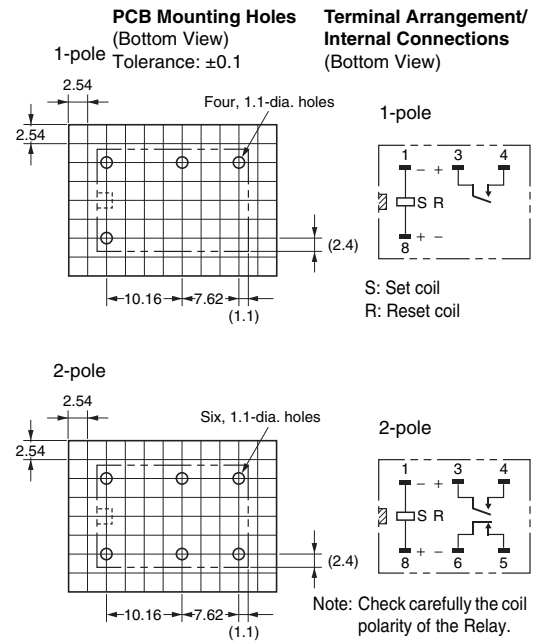 PCB Mounting Holes
(Bottom View)
Tolerance: ±0.1
1-pole
2.54
2.54
Four, 1.1-dia. holes
(2.4)
10.16
7.62
(1.1)
Terminal Arrangement/
Internal Connections
(Bottom View)
1-pole
1 3 4
- +
S R
+ -
8
S: Set coil
R: Reset coil
2-pole
2.54
2.54
Six, 1.1-dia. holes
(2.4)
10.16
7.62
(1.1)
2-pole
1 3 4
- +
S R
+ -
8 6 5
Note: Check carefully the coil
polarity of the Relay.